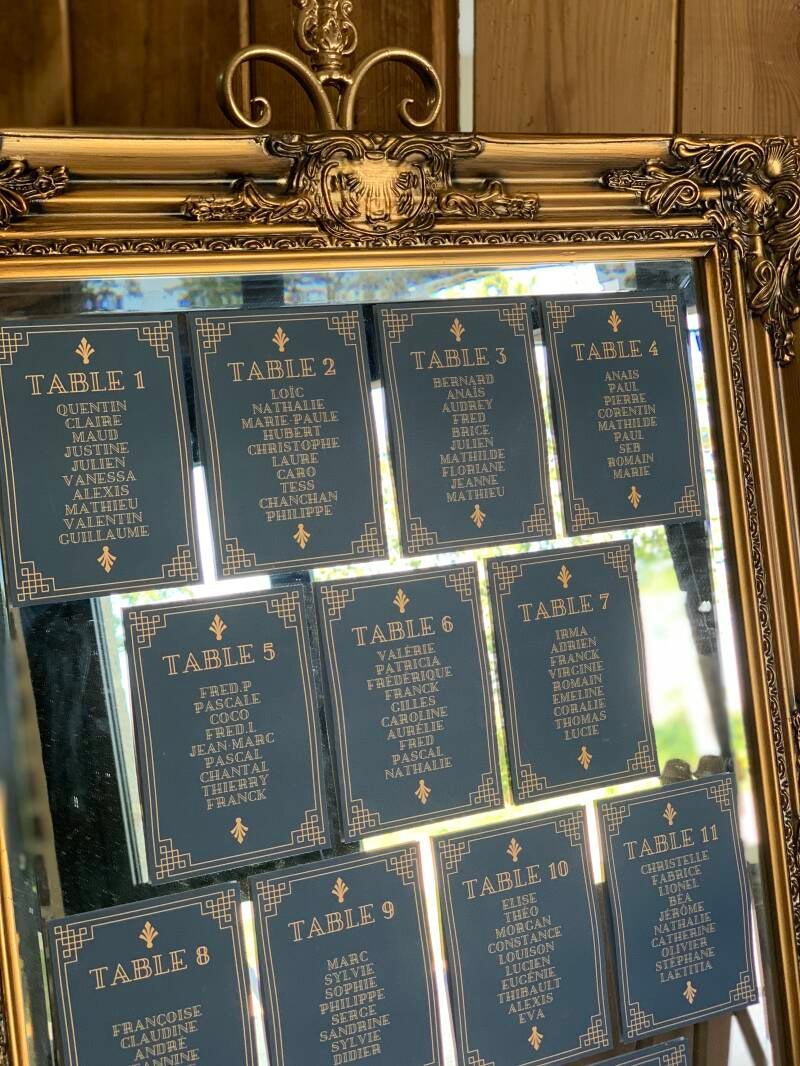 TABLE 1
QUENTIN
CLAIRE
MAUD
JUSTINE
JULIEN
VANESSA
ALEXIS
MATHIEU
VALENTIN
GUILLAUME
TABLE 2
LOÏC
NATHALIE
MARIE-PAULE
HUBERT
CHRISTOPHE
LAURE
CARO
TESS
CHANCHAN
PHILIPPE
TABLE 3
BERNARD
ANAÏS
AUDREY
FRED
BRICE
JULIEN
MATHILDE
FLORIANE
JEANNE
MATHIEU
TABLE 4
ANAIS
PAUL
PIERRE
CORENTIN
MATHILDE
PAUL
SEB
ROMAIN
MARIE
TABLE 5
FRED.P
PASCALE
COCO
FRED.L
JEAN-MARC
PASCAL
CHANTAL
THIERRY
FRANCK
TABLE 6
VALÉRIE
PATRICIA
FRÉDÉRIQUE
FRANCK
GILLES
CAROLINE
AURÉLIE
FRED
PASCAL
NATHALIE
TABLE 7
IRMA
ADRIEN
FRANCK
VIRGINIE
ROMAIN
EMELINE
CORALIE
THOMAS
LUCIE
TABLE 8
FRANÇOISE
CLAUDINE
ANDRÉ
TABLE 9
MARC
SYLVIE
SOPHIE
PHILIPPE
SERGE
SANDRINE
SYLVIE
DIDIER
TABLE 10
ELISE
THÉO
MORGAN
CONSTANCE
LOUISON
LUCIEN
EUGÉNIE
THIBAULT
ALEXIS
EVA
TABLE 11
CHRISTELLE
FABRICE
LIONEL
BÉA
JÉRÔME
NATHALIE
CATHERINE
OLIVIER
STÉPHANE
LAETITIA